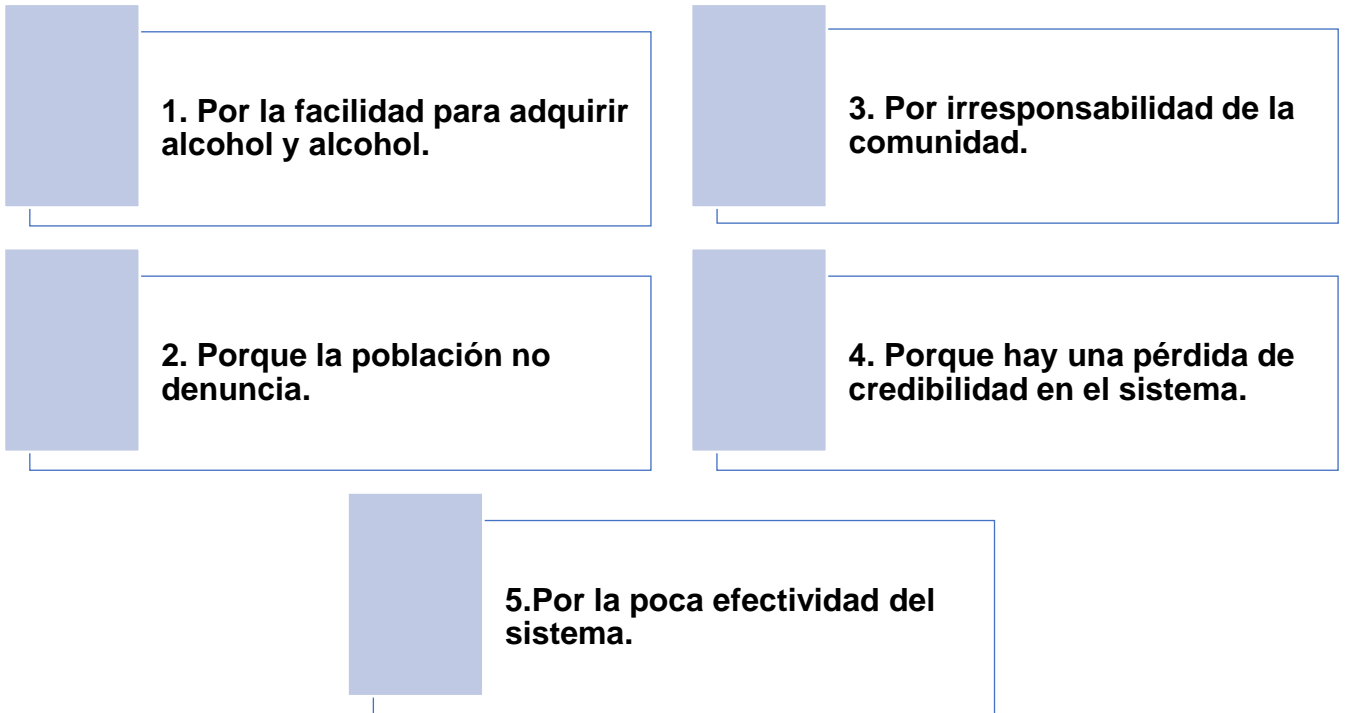 1. Por la facilidad para adquirir
alcohol y alcohol.
2. Porque la población no
denuncia.
3. Por irresponsabilidad de la
comunidad.
4. Porque hay una pérdida de
credibilidad en el sistema.
5.Por la poca efectividad del
sistema.